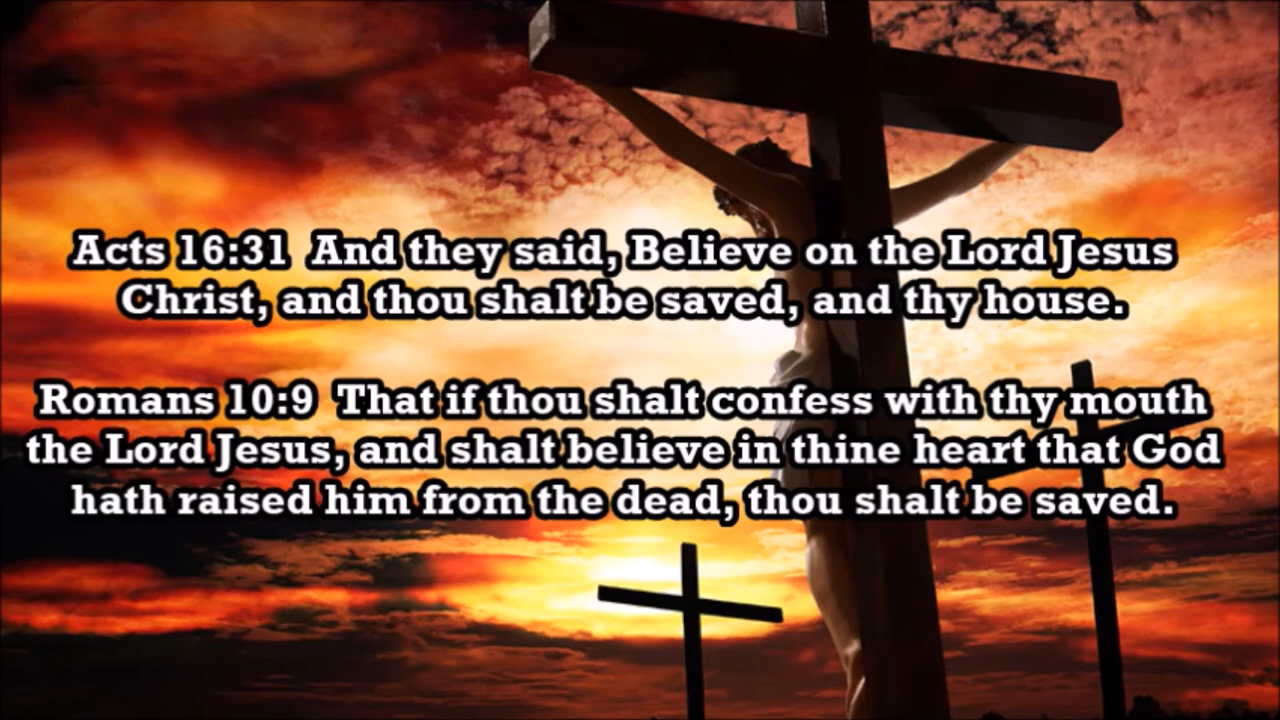 Acts 16:31  And they said, Believe on the Lord Jesus
Christ, and thou shalt be saved, and thy house.
Romans 10:9  That if thou shalt confess with thy mouth
the Lord Jesus, and shalt believe in thine heart that God
hath raised him from the dead, thou shalt be saved.